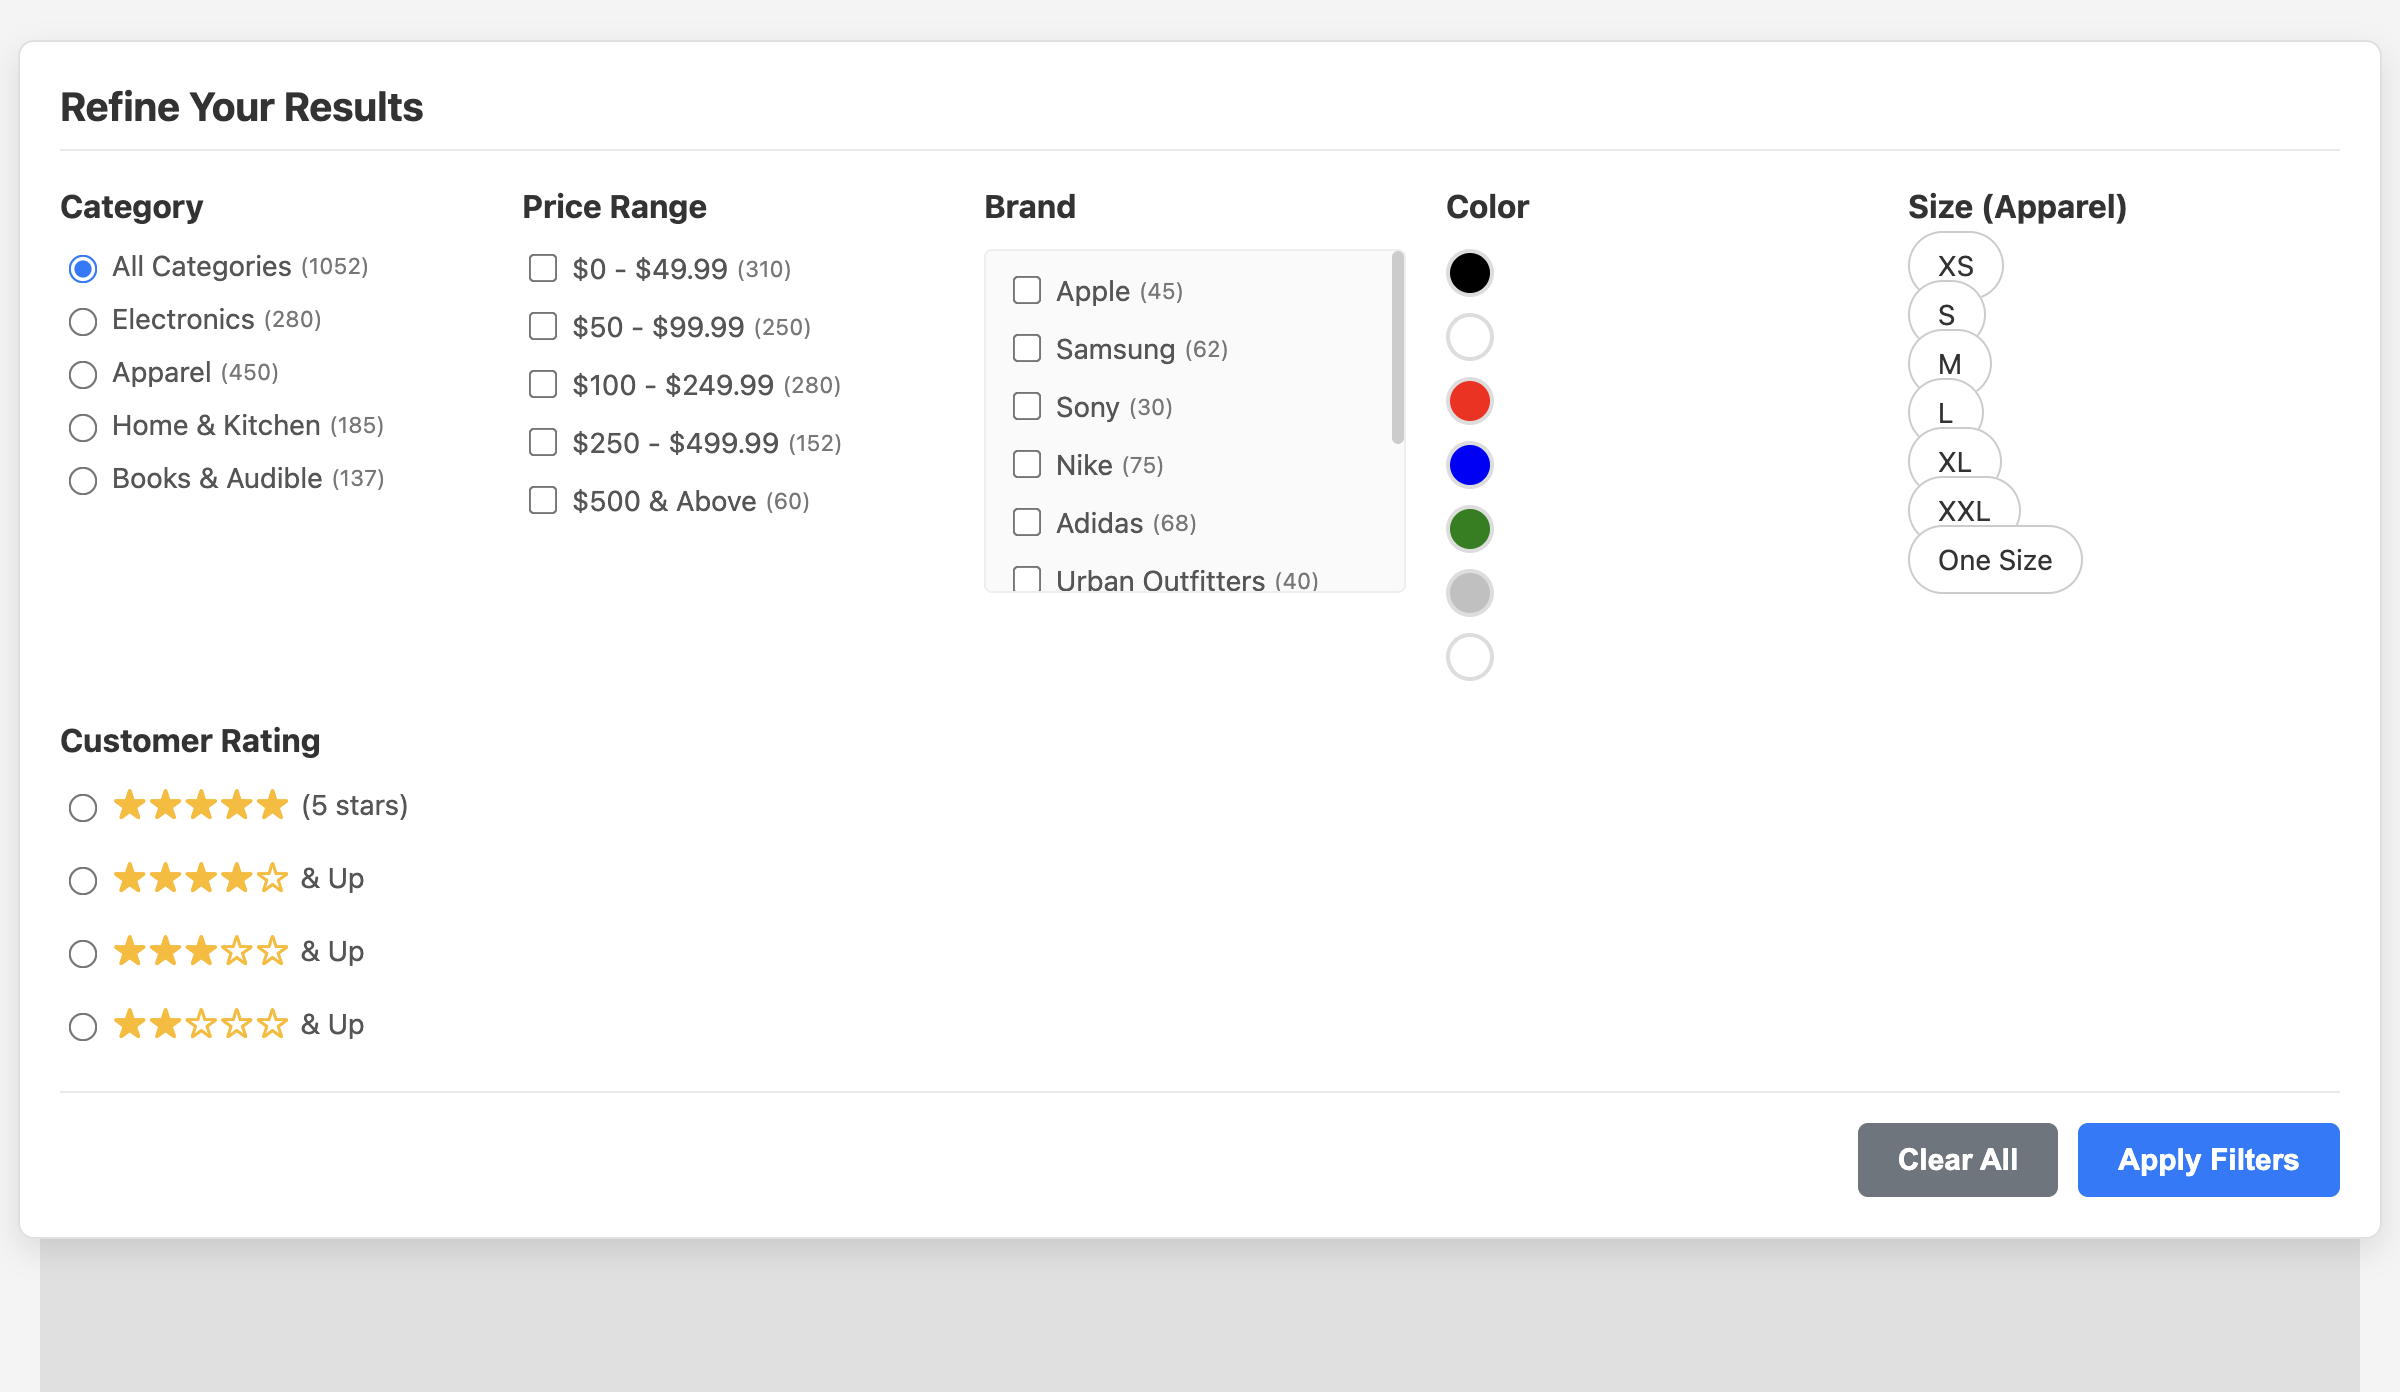 Refine Your Results
Category
All Categories (1052)
Electronics (280)
Apparel (450)
Home & Kitchen (185)
Books & Audible (137)
Price Range
$0 - $49.99 (310)
$50 - $99.99 (250)
$100 - $249.99 (280)
$250 - $499.99 (152)
$500 & Above (60)
Brand
Apple (45)
Samsung (62)
Sony (30)
Nike (75)
Adidas (68)
Urban Outfitters (40)
Color
Size (Apparel)
XS
S
M
L
XL
XXL
One Size
Customer Rating
★★★★★ (5 stars)
★★★★☆ & Up
★★★☆☆ & Up
★★☆☆☆ & Up
Clear All
Apply Filters